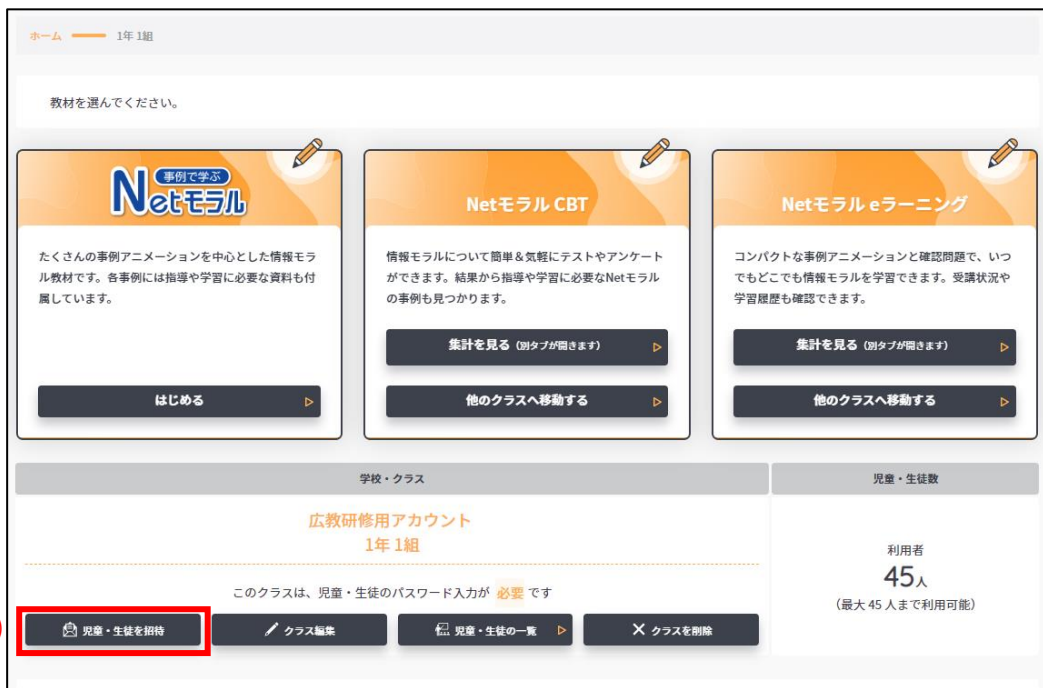 ホーム 1年 1組
教材を選んでください。
事例で学ぶ
Netモラル
たくさんの事例アニメーションを中心とした情報モラ
ル教材です。各事例には指導や学習に必要な資料も付
属しています。
はじめる
Netモラル CBT
情報モラルについて簡単＆気軽にテストやアンケート
ができます。結果から指導や学習に必要なNetモラル
の事例も見つかります。
集計を見る（別タブが開きます）
他のクラスへ移動する
Netモラル eラーニング
コンパクトな事例アニメーションと確認問題で、いつ
でもどこでも情報モラルを学習できます。受講状況や
学習履歴も確認できます。
集計を見る（別タブが開きます）
他のクラスへ移動する
学校・クラス
広教研修用アカウント
1年 1組
このクラスは、児童・生徒のパスワード入力が 必要 です
児童・生徒を招待
クラス編集
児童・生徒の一覧
クラスを削除
児童・生徒数
利用者
45人
（最大 45 人まで利用可能）